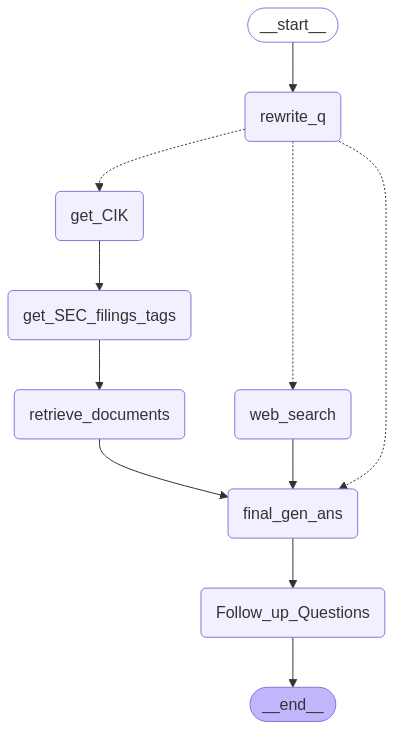 __start__
rewrite_q
get_CIK
get_SEC_filings_tags
retrieve_documents
web_search
final_gen_ans
Follow_up_Questions
__end__